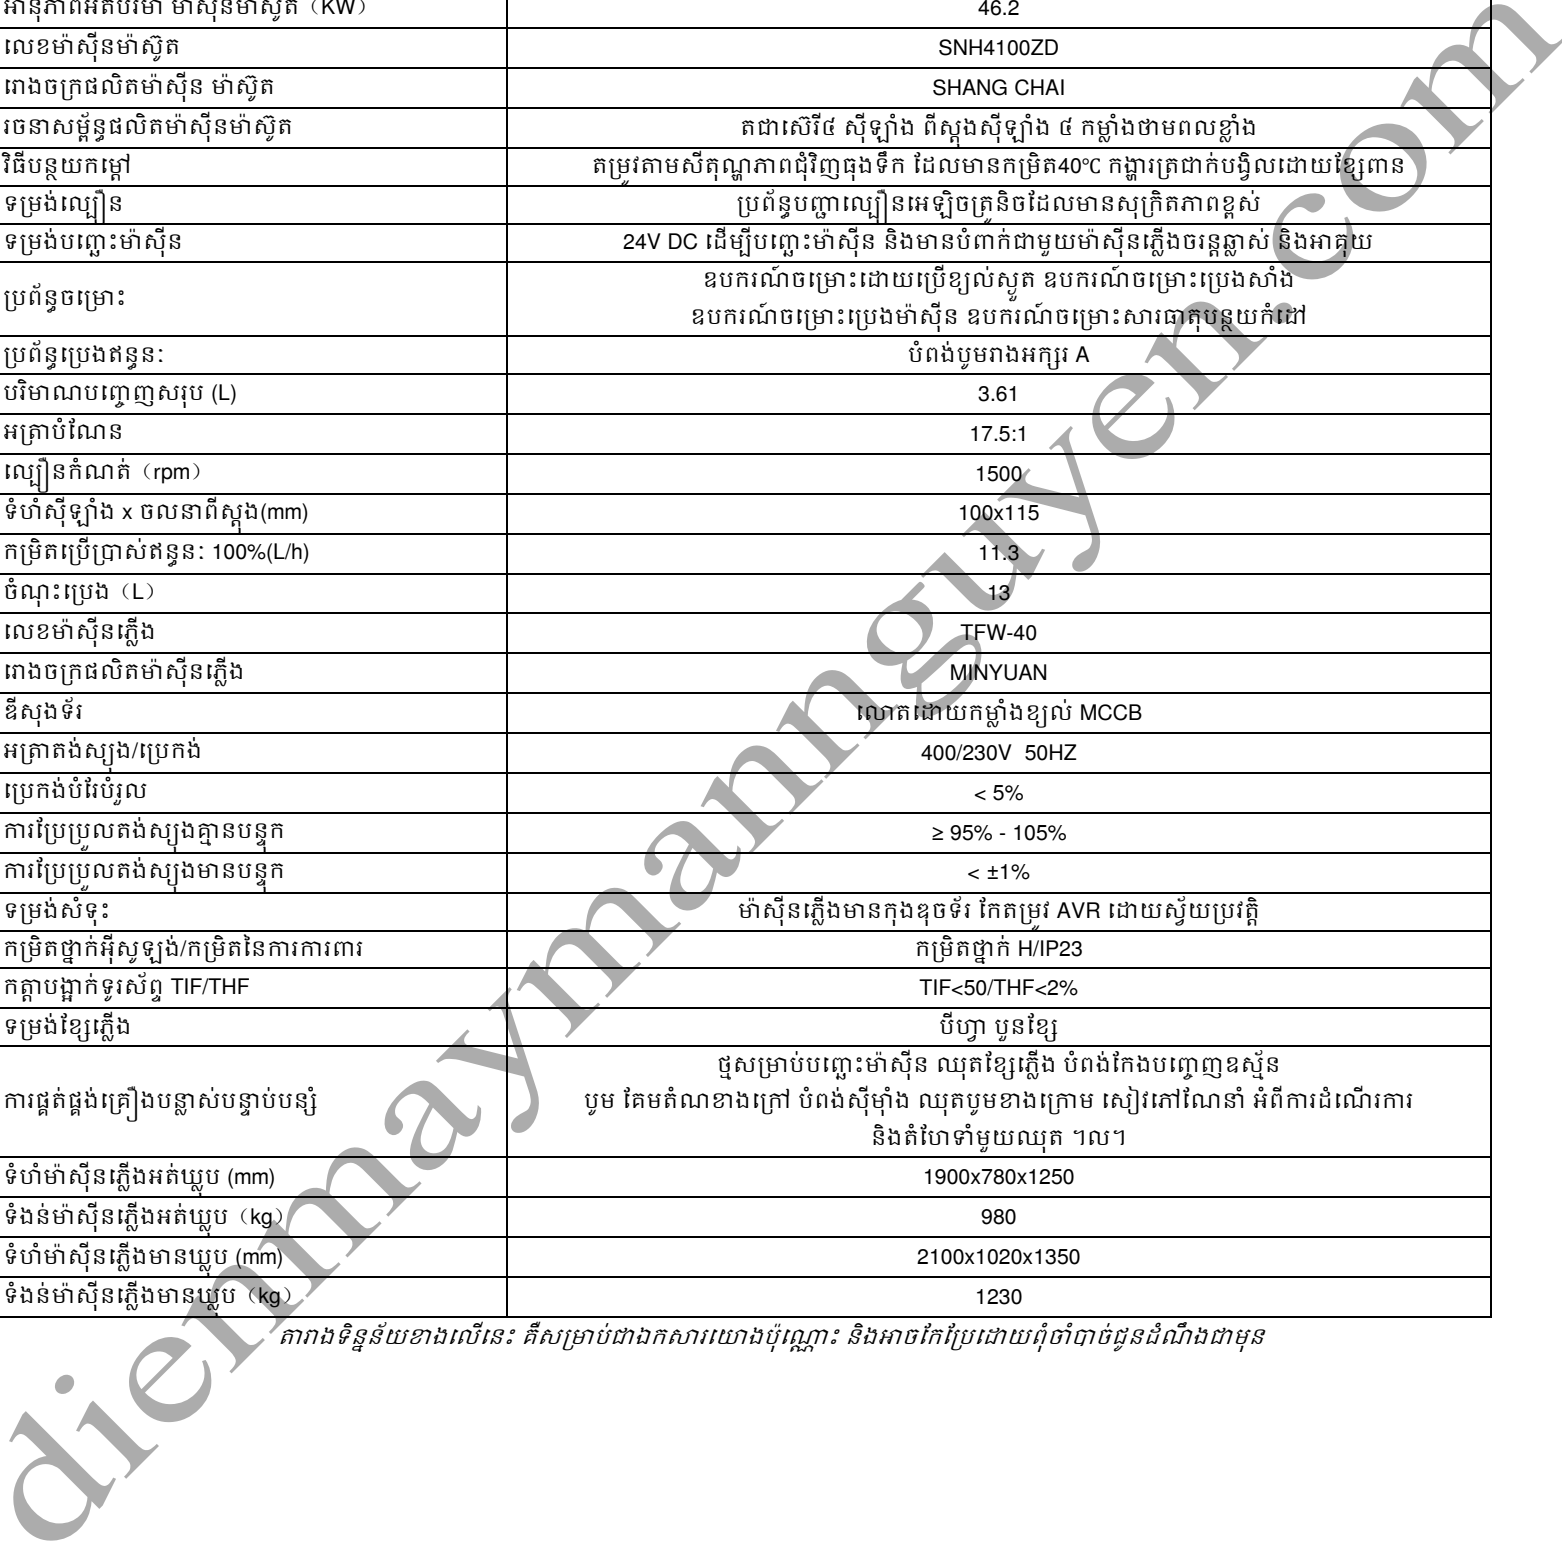 អានុភាពអតិបរមា ម៉ាស៊ីនម៉ាស៊ូត（KW） 46.2
លេខម៉ាស៊ីនម៉ាស៊ូត SNH4100ZD
រោងចក្រផលិតម៉ាស៊ីន ម៉ាស៊ូត SHANG CHAI
រចនាសម្ព័ន្ធផលិតម៉ាស៊ីនម៉ាស៊ូត តជាស៊េរី៤ ស៊ីឡាំង ពីស្តុងស៊ីឡាំង ៤ កម្លាំងថាមពលខ្លាំង
វិធីបន្ថយកម្តៅ តម្រូវតាមសីតុណ្ហភាពជុំវិញធុងទឹក ដែលមានកម្រិត40℃ កង្ហារត្រជាក់បង្វិលដោយខ្សែពាន
ទម្រង់ល្បឿន ប្រព័ន្ធបញ្ជាល្បឿនអេឡិចត្រូនិចដែលមានសុក្រិតភាពខ្ពស់
ទម្រង់បញ្ឆេះម៉ាស៊ីន 24V DC ដើម្បីបញ្ឆេះម៉ាស៊ីន និងមានបំពាក់ជាមួយម៉ាស៊ីនភ្លើងចរន្តឆ្លាស់ និងអាគុយ
ប្រព័ន្ធចម្រោះ ឧបករណ៍ចម្រោះដោយប្រើខ្យល់ស្ងួត ឧបករណ៍ចម្រោះប្រេងសាំង
ឧបករណ៍ចម្រោះប្រេងម៉ាស៊ីន ឧបករណ៍ចម្រោះសារធាតុបន្ថយកំដៅ
ប្រព័ន្ធប្រេងឥន្ធនៈ បំពង់បូមរាងអក្សរ A
បរិមាណបញ្ចេញសរុប (L) 3.61
អត្រាបំណែន 17.5:1
ល្បឿនកំណត់（rpm） 1500
ទំហំស៊ីឡាំង x ចលនាពីស្តុង(mm) 100x115
កម្រិតប្រើប្រាស់ឥន្ធនៈ 100%(L/h) 11.3
ចំណុះប្រេង（L） 13
លេខម៉ាស៊ីនភ្លើង TFW-40
រោងចក្រផលិតម៉ាស៊ីនភ្លើង MINYUAN
ឌីសុងទ័រ លោតដោយកម្លាំងខ្យល់ MCCB
អត្រាតង់ស្យុង/ប្រេកង់ 400/230V 50HZ
ប្រេកង់បំរែបំរួល < 5%
ការប្រែប្រួលតង់ស្យុងគ្មានបន្ទុក ≥ 95% - 105%
ការប្រែប្រួលតង់ស្យុងមានបន្ទុក < ±1%
ទម្រង់សំទុះ ម៉ាស៊ីនភ្លើងមានកុងឌុចទ័រ កែតម្រូវ AVR ដោយស្វ័យប្រវត្តិ
កម្រិតថ្នាក់អ៊ីសូឡង់/កម្រិតនៃការការពារ កម្រិតថ្នាក់ H/IP23
កត្តាបង្អាក់ទូរស័ព្ទ TIF/THF TIF<50/THF<2%
ទម្រង់ខ្សែភ្លើង បីហ្វា បួនខ្សែ
ការផ្គត់ផ្គង់គ្រឿងបន្លាស់បន្ទាប់បន្សំ ថ្មសម្រាប់បញ្ឆេះម៉ាស៊ីន ឈុតខ្សែភ្លើង បំពង់កែងបញ្ចេញឧស្ម័ន
បូម គែមតំណខាងក្រៅ បំពង់ស៊ីម៉ាំង ឈុតបូមខាងក្រោម សៀវភៅណែនាំ អំពីការដំណើរការ
និងតំហែទាំមួយឈុត ។ល។
ទំហំម៉ាស៊ីនភ្លើងអត់ឃ្លុប (mm) 1900x780x1250
ទំងន់ម៉ាស៊ីនភ្លើងអត់ឃ្លុប（kg） 980
ទំហំម៉ាស៊ីនភ្លើងមានឃ្លុប (mm) 2100x1020x1350
ទំងន់ម៉ាស៊ីនភ្លើងមានឃ្លុប（kg） 1230
តារាងទិន្នន័យខាងលើនេះ គឺសម្រាប់ជាឯកសារយោងប៉ុណ្ណោះ និងអាចកែប្រែដោយពុំចាំបាច់ជូនដំណឹងជាមុន
dienmaymannguyen.com